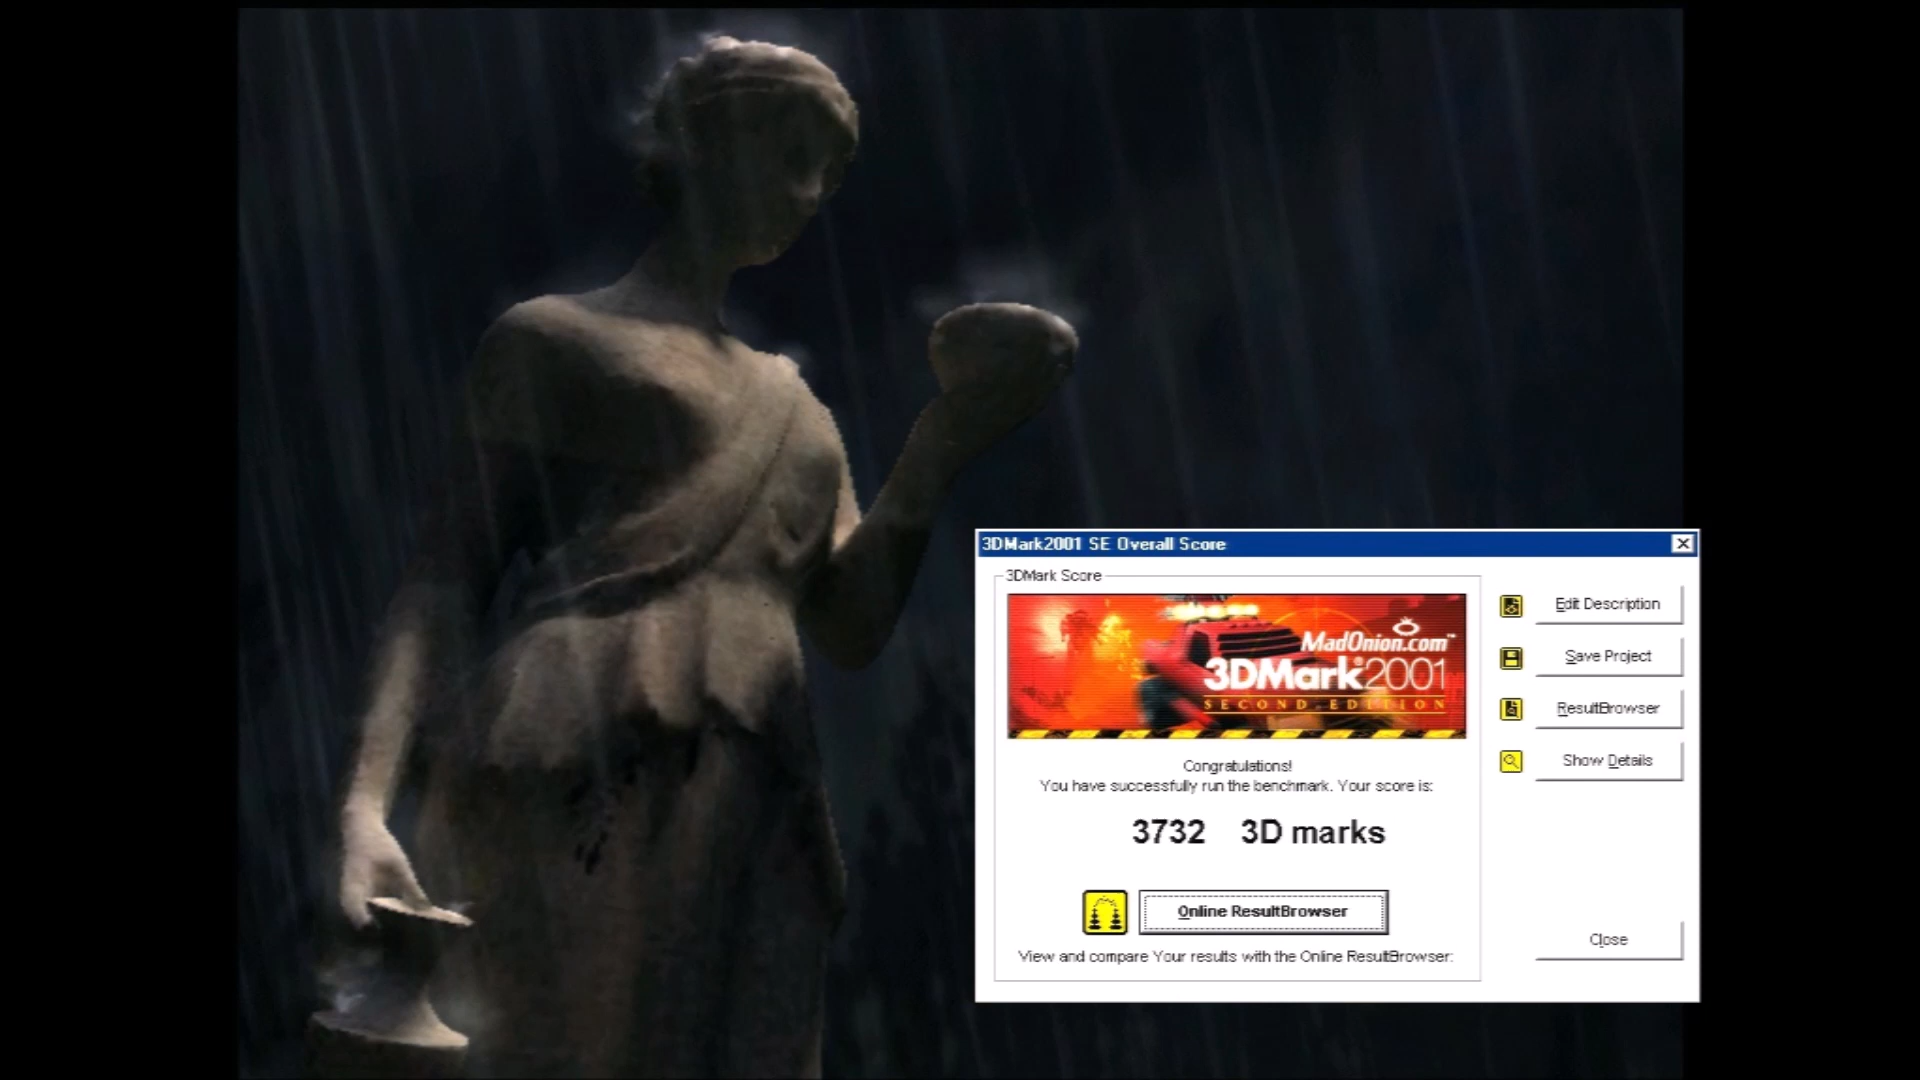 3DMark2001 SE Overall Score
3DMark Score
MadOnion.com™
3DMark2001
SECOND EDITION
Congratulations!
You have successfully run the benchmark. Your score is:
3732 3D marks
Online ResultBrowser
View and compare Your results with the Online ResultBrowser:
Edit Description
Save Project
ResultBrowser
Show Details
Close